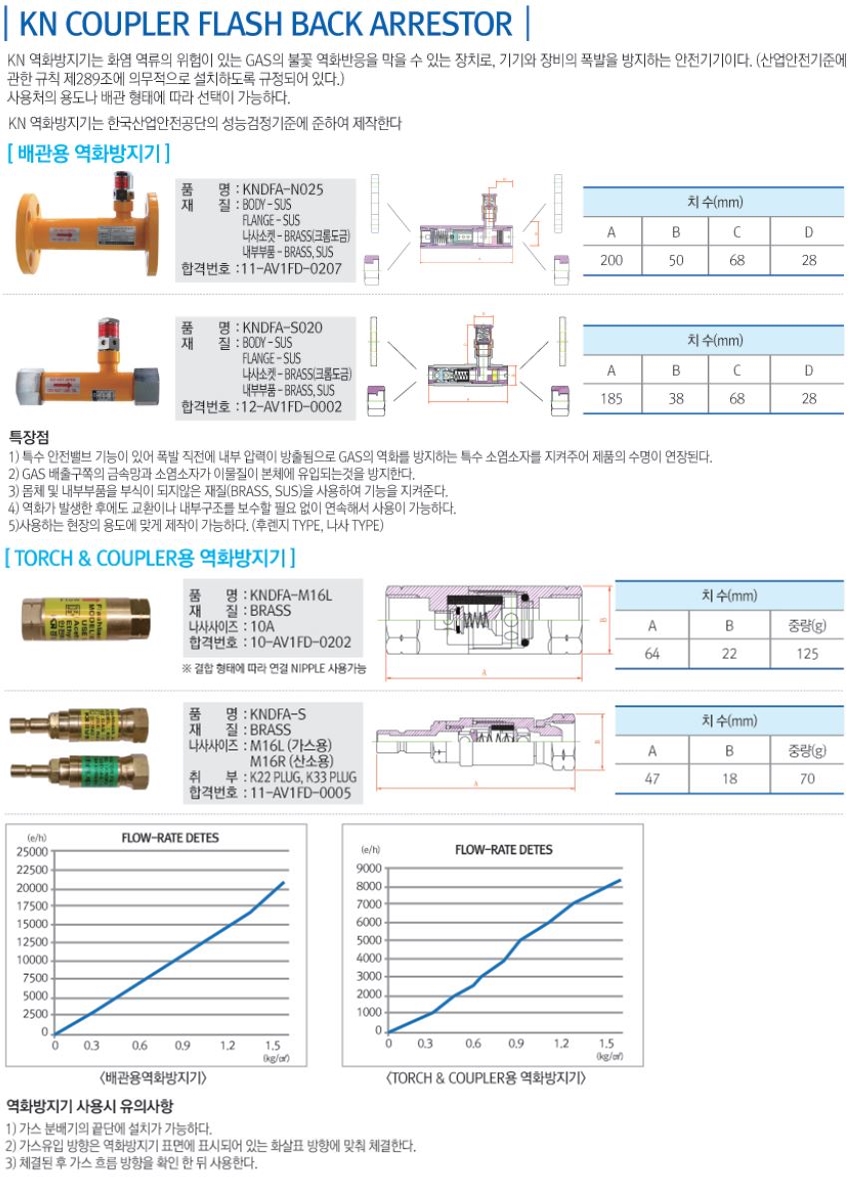 KN COUPLER FLASH BACK ARRESTOR
KN 역화방지기는 화염 역류의 위험이 있는 GAS의 불꽃 역화반응을 막을 수 있는 장치로, 기기와 장비의 폭발을 방지하는 안전기기이다. (산업안전기준에
관한 규칙 제289조에 의무적으로 설치하도록 규정되어 있다.)
사용처의 용도나 배관 형태에 따라 선택이 가능하다.
KN 역화방지기는 한국산업안전공단의 성능검정기준에 준하여 제작한다
[ 배관용 역화방지기 ]
품 명 : KNDFA-N025
재 질 : BODY - SUS
FLANGE - SUS
나사소켓 - BRASS(크롬도금)
내부부품 - BRASS, SUS
합격번호 : 11-AV1FD-0207
치 수(mm)
A B C D
200 50 68 28
품 명 : KNDFA-S020
재 질 : BODY - SUS
FLANGE - SUS
나사소켓 - BRASS(크롬도금)
내부부품 - BRASS, SUS
합격번호 : 12-AV1FD-0002
치 수(mm)
A B C D
185 38 68 28
특장점
1) 특수 안전밸브 기능이 있어 폭발 직전에 내부 압력이 방출됨으로 GAS의 역화를 방지하는 특수 소염소자를 지켜주어 제품의 수명이 연장된다.
2) GAS 배출구쪽의 금속망과 소염소자가 이물질이 본체에 유입되는것을 방지한다.
3) 몸체 및 내부부품을 부식이 되지않은 재질(BRASS, SUS)을 사용하여 기능을 지켜준다.
4) 역화가 발생한 후에도 교환이나 내부구조를 보수할 필요 없이 연속해서 사용이 가능하다.
5)사용하는 현장의 용도에 맞게 제작이 가능하다. (후렌지 TYPE, 나사 TYPE)
[ TORCH & COUPLER용 역화방지기 ]
품 명 : KNDFA-M16L
재 질 : BRASS
나사사이즈 : 10A
합격번호 : 10-AV1FD-0202
※ 결합 형태에 따라 연결 NIPPLE 사용가능
A
B
치 수(mm)
A B 중량(g)
64 22 125
품 명 : KNDFA-S
재 질 : BRASS
나사사이즈 : M16L (가스용)
M16R (산소용)
취 부 : K22 PLUG, K33 PLUG
합격번호 : 11-AV1FD-0005
A
B
치 수(mm)
A B 중량(g)
47 18 70
FLOW-RATE DETES
(e/h)
25000
22500
20000
17500
15000
12500
10000
7500
5000
2500
0
0 0.3 0.6 0.9 1.2 1.5
(kg/㎠)
〈배관용역화방지기〉
FLOW-RATE DETES
(e/h)
9000
8000
7000
6000
5000
4000
3000
2000
1000
0
0 0.3 0.6 0.9 1.2 1.5
(kg/㎠)
〈TORCH & COUPLER용 역화방지기〉
역화방지기 사용시 유의사항
1) 가스 분배기의 끝단에 설치가 가능하다.
2) 가스유입 방향은 역화방지기 표면에 표시되어 있는 화살표 방향에 맞춰 체결한다.
3) 체결된 후 가스 흐름 방향을 확인 한 뒤 사용한다.